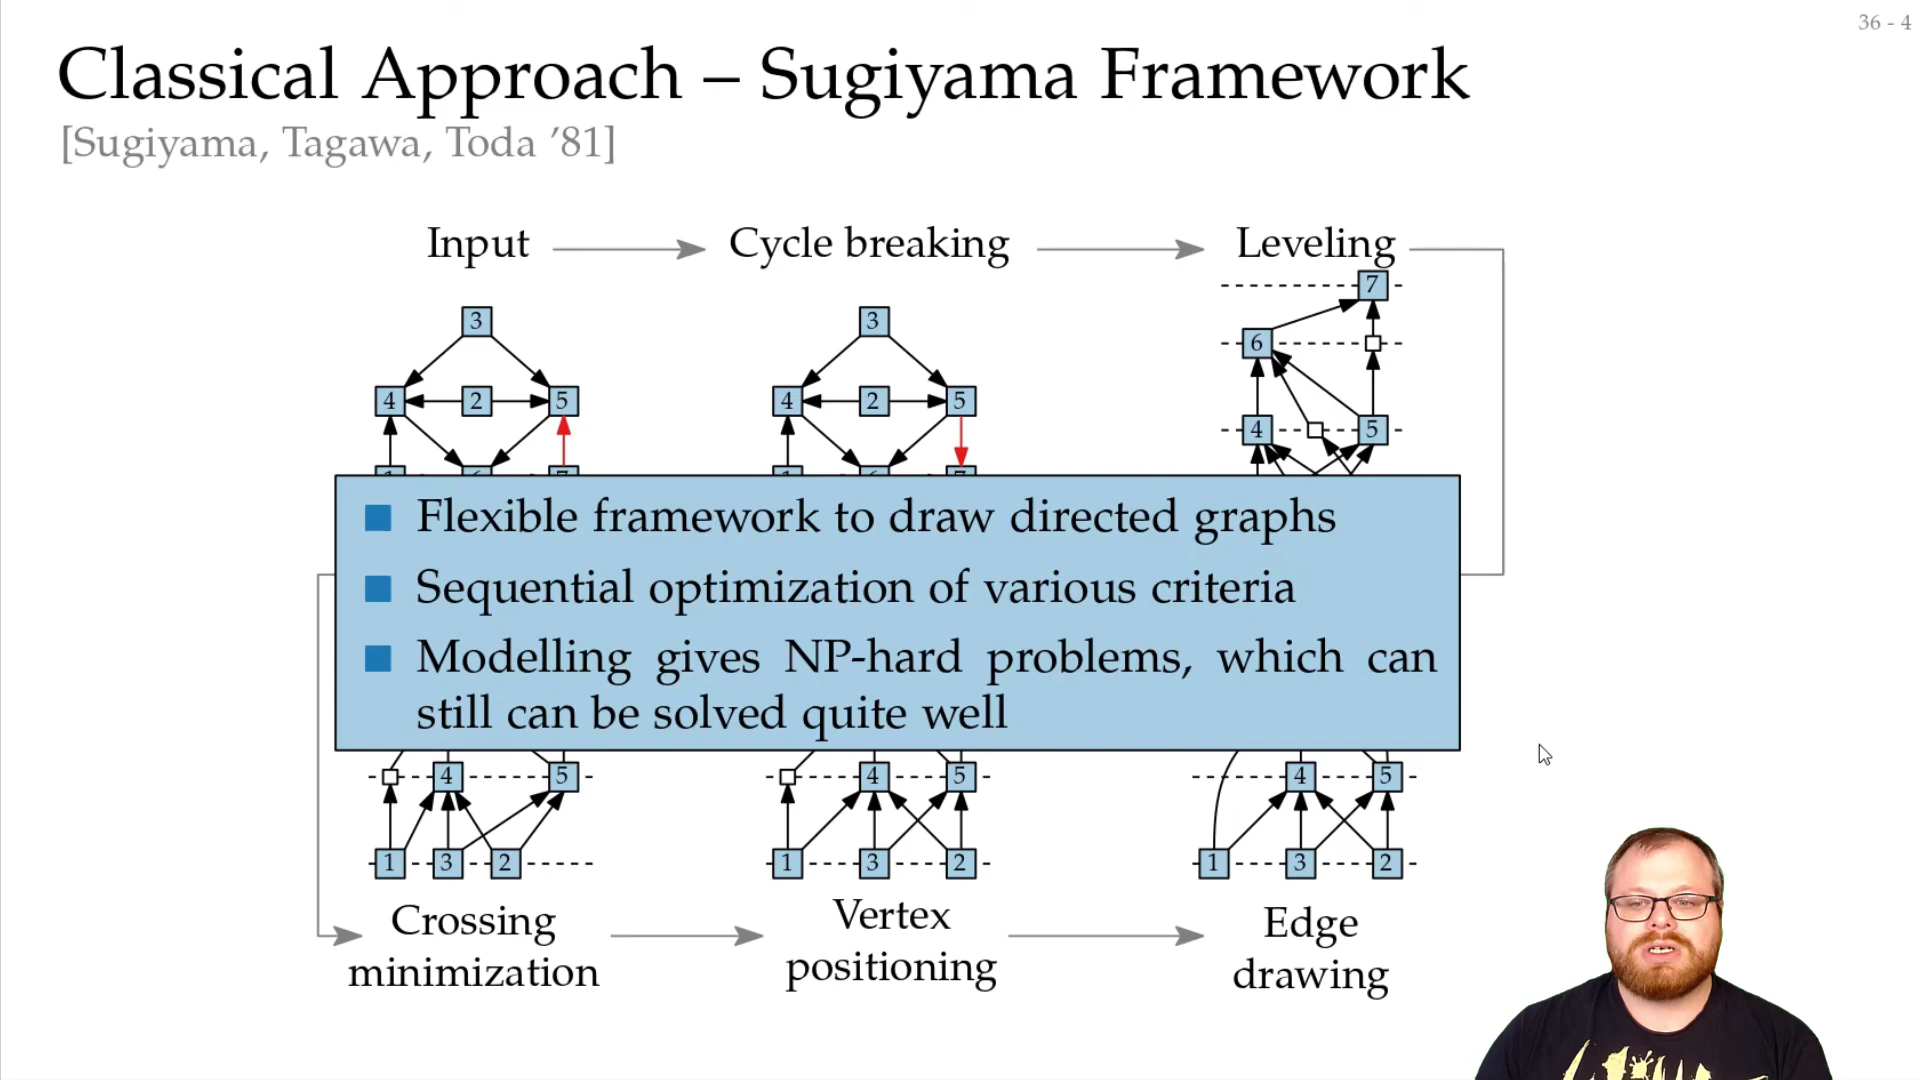 36 - 4
Classical Approach – Sugiyama Framework
[Sugiyama, Tagawa, Toda ’81]
Input
Cycle breaking
Leveling
7
3
3
6
4 2 5
4 2 5
4 5
Flexible framework to draw directed graphs
Sequential optimization of various criteria
Modelling gives NP-hard problems, which can
still can be solved quite well
4 5
4 5
4 5
1 3 2
1 3 2
1 3 2
Crossing
minimization
Vertex
positioning
Edge
drawing